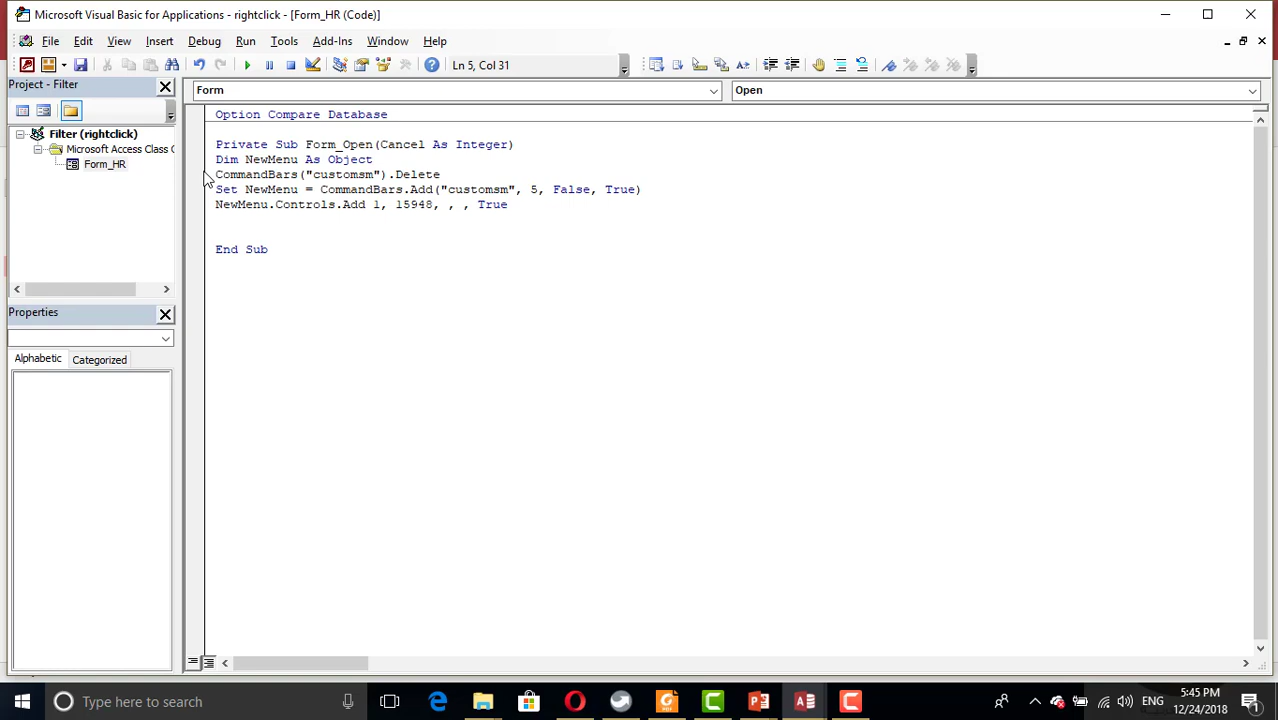 Microsoft Visual Basic for Applications - rightclick - [Form_HR (Code)]
File Edit View Insert Format Debug Run Tools Add-Ins Window Help
Ln 5, Col 31
Project - Filter
Form
Open
Filter (rightclick)
Microsoft Access Class O
Form_HR
Option Compare Database
Private Sub Form_Open(Cancel As Integer)
Dim NewMenu As Object
CommandBars("customsm").Delete
Set NewMenu = CommandBars.Add("customsm", 5, False, True)
NewMenu.Controls.Add 1, 15948, , , True
End Sub
Properties
Alphabetic Categorized
Type here to search
ENG
5:45 PM
12/24/2018